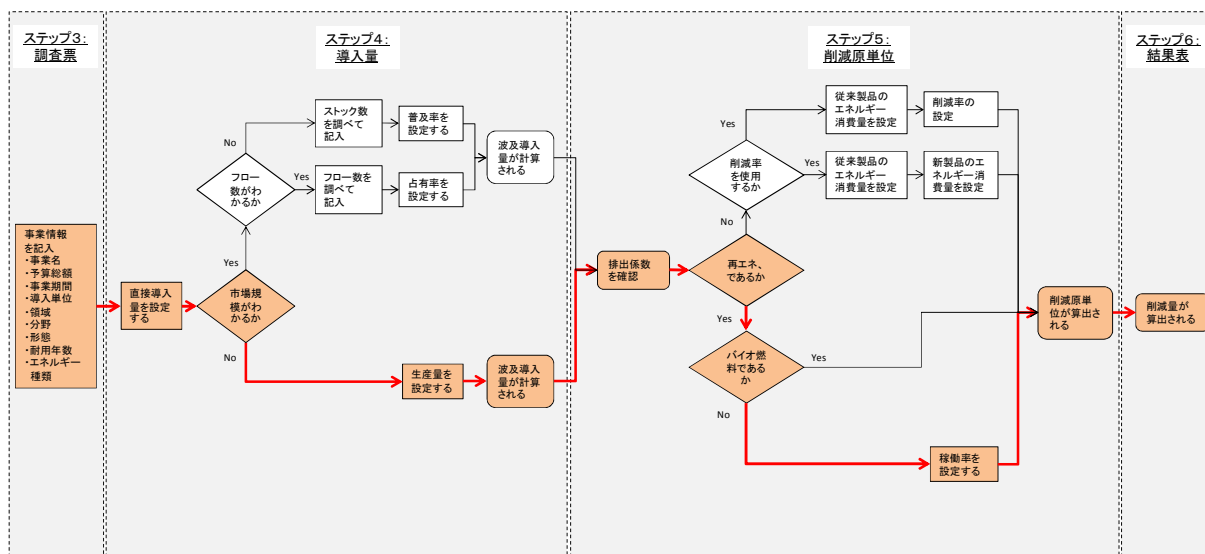 ステップ3:
調査票
事業情報
を記入
・事業名
・予算総額
・事業期間
・導入単位
・領域
・分野
・形態
・耐用年数
・エネルギー
種類
ステップ4:
導入量
直接導入
量を設定
する
市場規
模がわ
かるか
Yes
No
フロー
数がわ
かるか
No
Yes
ストック数
を調べて
記入
普及率を
設定する
フロー数を
調べて
記入
占有率を
設定する
波及導入
量が計算
される
生産量を
設定する
波及導入
量が計算
される
ステップ5:
削減原単位
排出係数
を確認
再エネ、
であるか
No
Yes
削減率
を使用
するか
Yes
Yes
従来製品の
エネルギー
消費量を設定
削減率の
設定
従来製品の
エネルギー
消費量を設定
新製品のエ
ネルギー消
費量を設定
バイオ燃
料である
か
Yes
No
稼働率を
設定する
削減原単
位が算出さ
れる
ステップ6:
結果表
削減量が
算出される